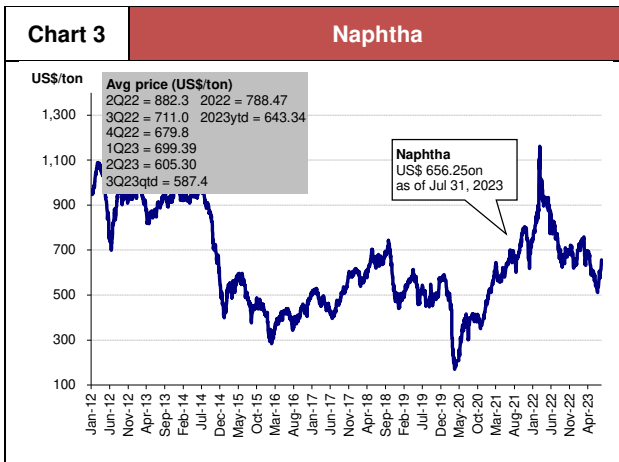 Chart 3
Naphtha
US$/ton
Avg price (US$/ton)
2Q22 = 882.3 2022 = 788.47
3Q22 = 711.0 2023ytd = 643.34
4Q22 = 679.8
1Q23 = 699.39
2Q23 = 605.30
3Q23qtd = 587.4
Naphtha
US$ 656.25on
as of Jul 31, 2023
1,300
1,100
900
700
500
300
100
Jan-12
Jun-12
Nov-12
Apr-13
Sep-13
Feb-14
Jul-14
Dec-14
May-15
Oct-15
Mar-16
Aug-16
Jan-17
Jun-17
Nov-17
Apr-18
Sep-18
Feb-19
Jul-19
Dec-19
May-20
Oct-20
Mar-21
Aug-21
Jan-22
Jun-22
Nov-22
Apr-23